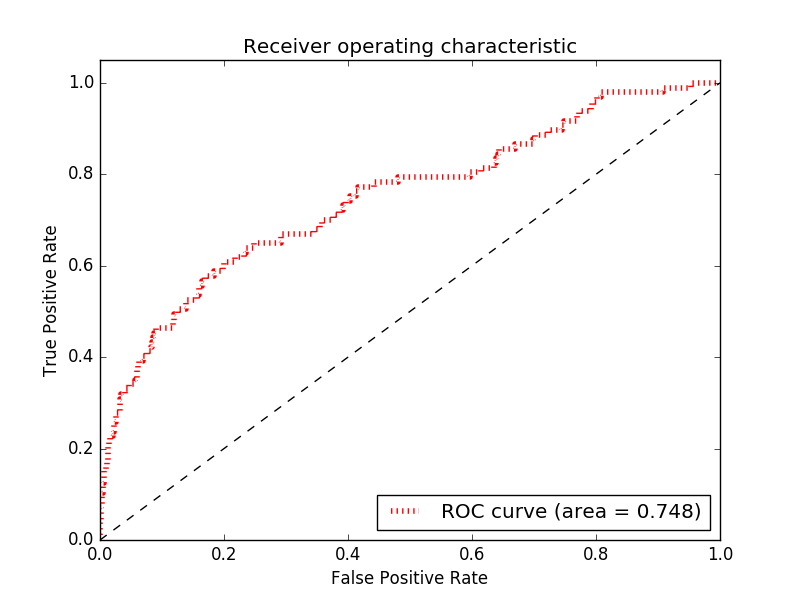 Receiver operating characteristic
1.0
0.8
0.6
0.4
0.2
0.0
True Positive Rate
ROC curve (area = 0.748)
0.0 0.2 0.4 0.6 0.8 1.0
False Positive Rate